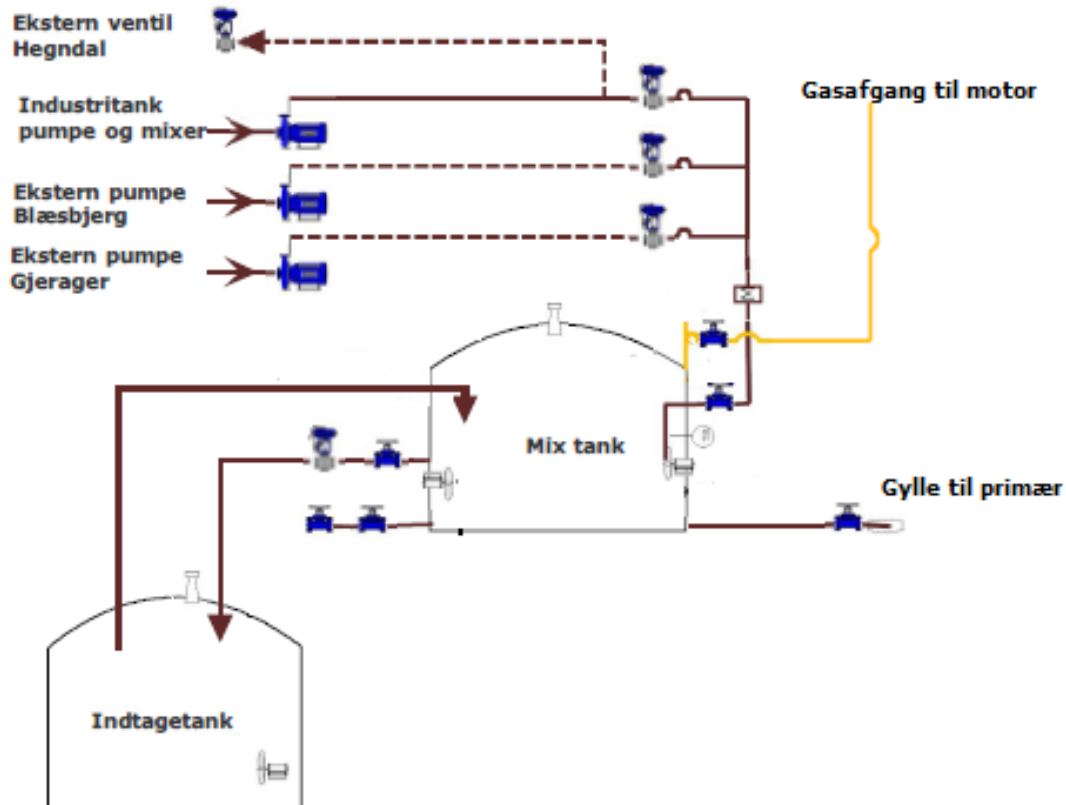 Ekstern ventil
Hegndal
Industritank
pumpe og mixer
Ekstern pumpe
Blæsbjerg
Ekstern pumpe
Gjerager
Gasafgang til motor
Mix tank
Gylle til primær
Indtagetank